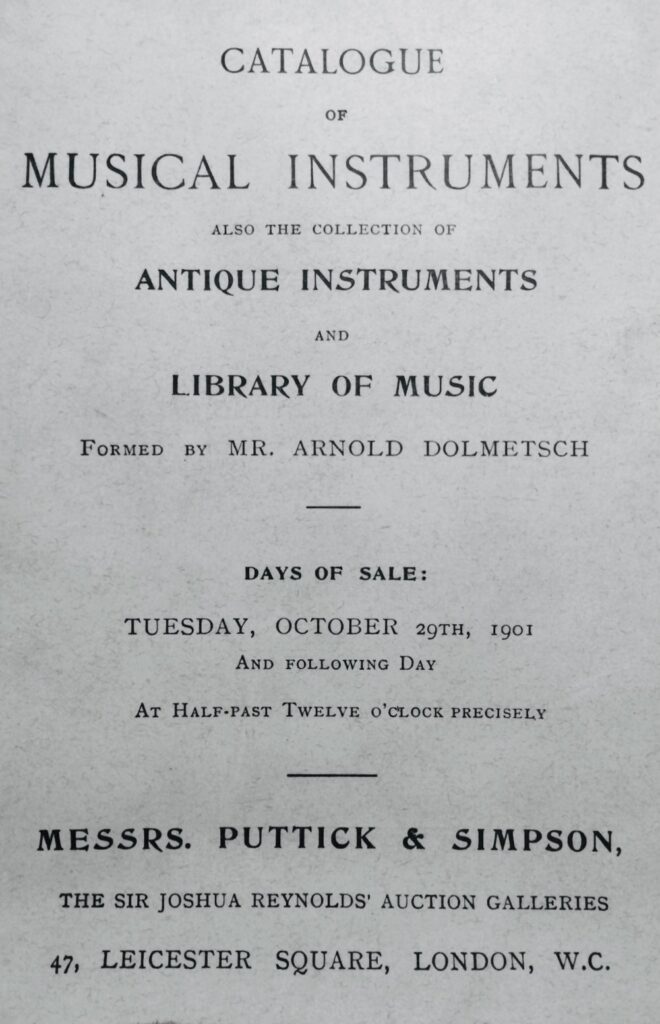 CATALOGUE
OF
MUSICAL INSTRUMENTS
ALSO THE COLLECTION OF
ANTIQUE INSTRUMENTS
AND
LIBRARY OF MUSIC
FORMED BY MR. ARNOLD DOLMETSCH
DAYS OF SALE:
TUESDAY, OCTOBER 29TH, 1901
AND FOLLOWING DAY
AT HALF-PAST TWELVE O'CLOCK PRECISELY
MESSRS. PUTTICK & SIMPSON,
THE SIR JOSHUA REYNOLDS' AUCTION GALLERIES
47, LEICESTER SQUARE, LONDON, W.C.